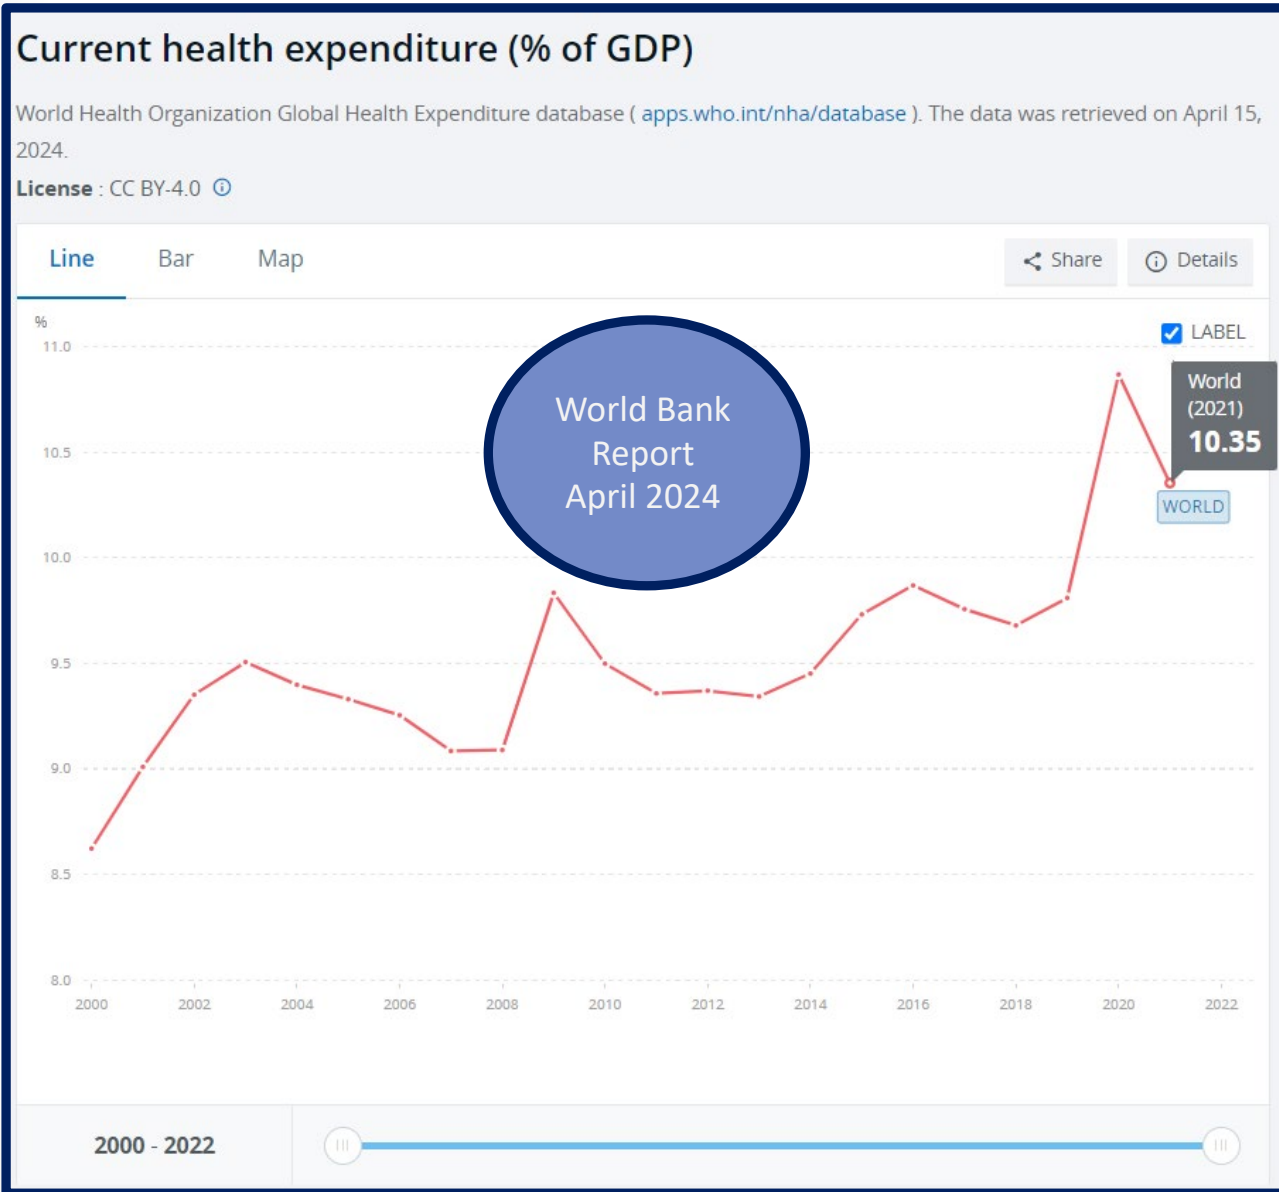 Current health expenditure (% of GDP)
World Health Organization Global Health Expenditure database ( apps.who.int/nha/database ). The data was retrieved on April 15,
2024.
License : CC BY-4.0
Line Bar Map Share Details
%
LABEL
11.0
World
(2021)
10.35
World Bank
Report
April 2024
10.5
WORLD
10.0
9.5
9.0
8.5
8.0
2000 2002 2004 2006 2008 2010 2012 2014 2016 2018 2020 2022
2000 - 2022